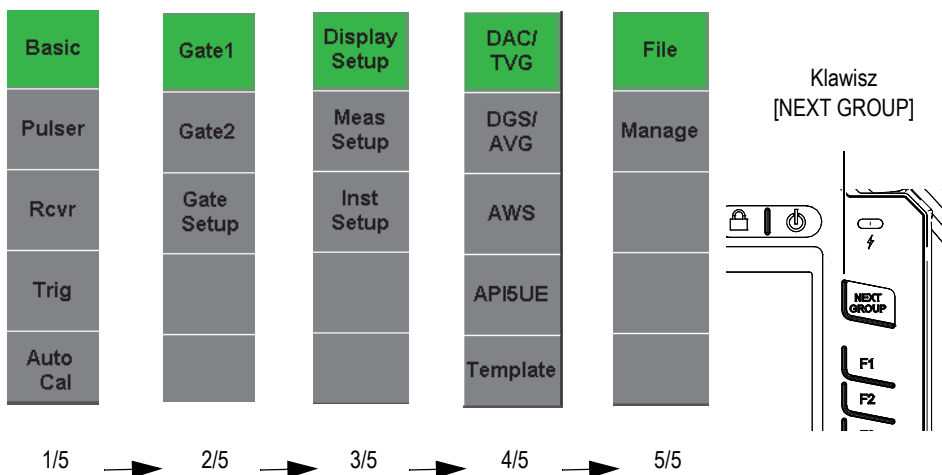 Basic
Pulser
Rcvr
Trig
Auto
Cal
Gate1
Gate2
Gate
Setup
Display
Setup
Meas
Setup
Inst
Setup
DAC/
TVG
DGS/
AVG
AWS
API5UE
Template
File
Manage
Klawisz
[NEXT GROUP]
NEXT
GROUP
F1
F2
1/5
2/5
3/5
4/5
5/5